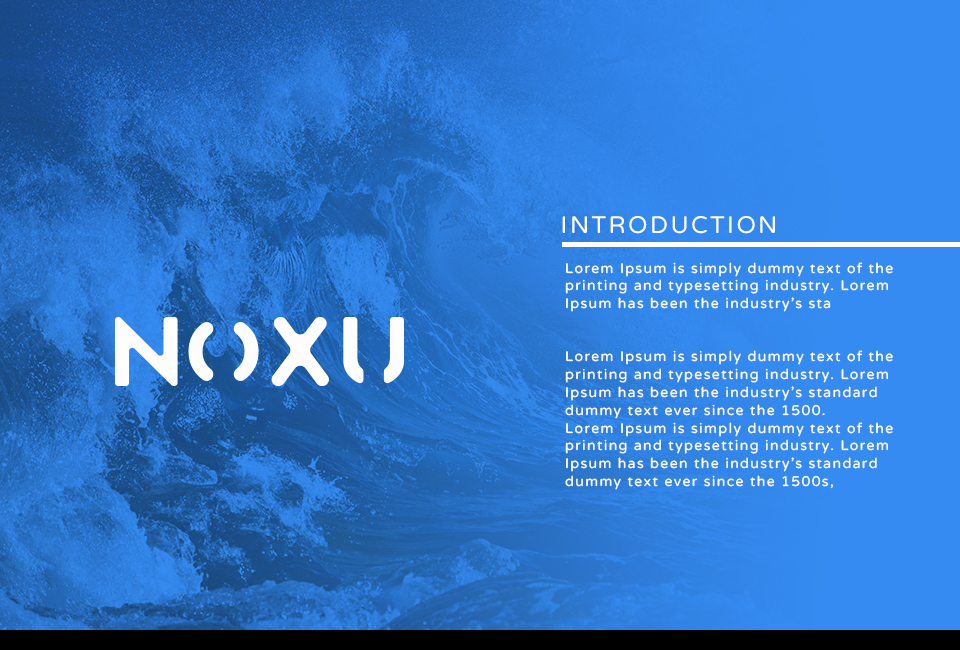 NOXU
INTRODUCTION
Lorem Ipsum is simply dummy text of the
printing and typesetting industry. Lorem
Ipsum has been the industry's sta
Lorem Ipsum is simply dummy text of the
printing and typesetting industry. Lorem
Ipsum has been the industry's standard
dummy text ever since the 1500.
Lorem Ipsum is simply dummy text of the
printing and typesetting industry. Lorem
Ipsum has been the industry's standard
dummy text ever since the 1500s,